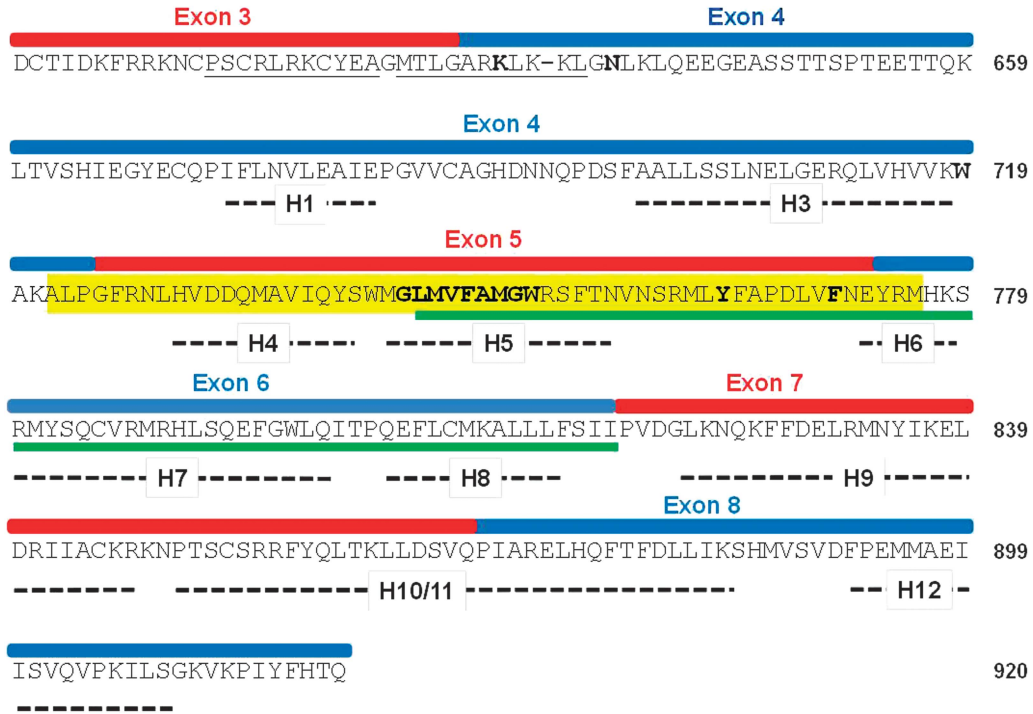 Exon 3 Exon 4
DCTIDKFRRKNCPSCRLRKCYEAGMTLGARKLK-KLGNLKLQEEGEASSTTSPTEETTQK 659
Exon 4
LTVSHIEGYECQPIFLNVLEAIEPGVVCAGHDNNQPDSFAALLSSLNELGERQLVHVVKW 719
H1 H3
Exon 5
AKALPGFRNLHVDDQMAVIQYSWMGLMVFAMGWRSFTNVNSRMLYFAPDLVFNEYRMHKS 779
H4 H5 H6
Exon 6 Exon 7
RMYSQCVRMRHLSQEFGWLQITPQEFLCMKALLLFSIIPVDGLKNQKFFDELRMNYIKEL 839
H7 H8 H9
Exon 8
DRIIACKRKNPTSCSRRFYQLTKLLDSVQPIARELHQFTFDLLIKSHMVSVDFPEMMAEI 899
H10/11 H12
ISVQVPKILSGKVKPIYFHTQ 920